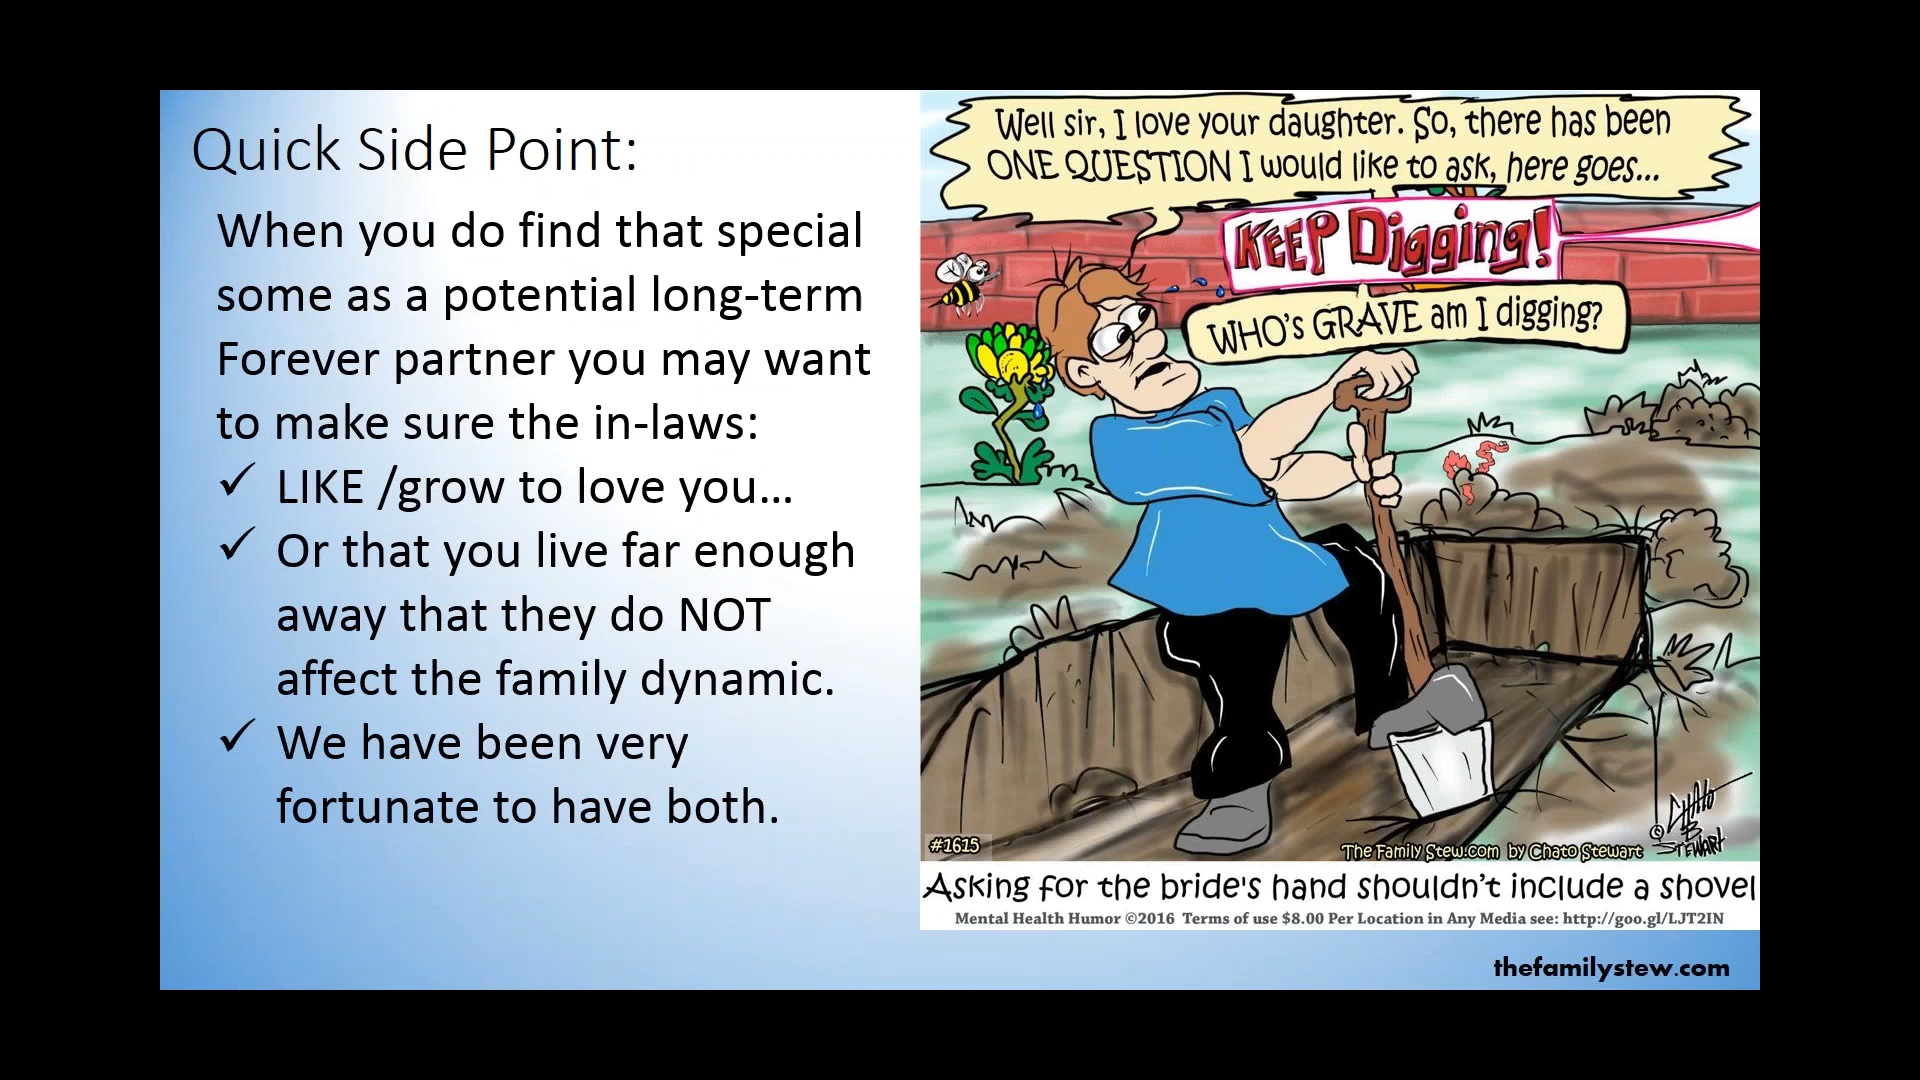 Quick Side Point:
When you do find that special
some as a potential long-term
Forever partner you may want
to make sure the in-laws:
✓ LIKE /grow to love you…
✓ Or that you live far enough
away that they do NOT
affect the family dynamic.
✓ We have been very
fortunate to have both.
Well sir, I love your daughter. So, there has been
ONE QUESTION I would like to ask, here goes...
KEEP Digging!
WHO's GRAVE am I digging?
#1615
The Family Stew.com by Chato Stewart
© CHATO
B
STEWART
Asking for the bride's hand shouldn't include a shovel
Mental Health Humor ©2016 Terms of use $8.00 Per Location in Any Media see: http://goo.gl/LJT2IN
thefamilystew.com